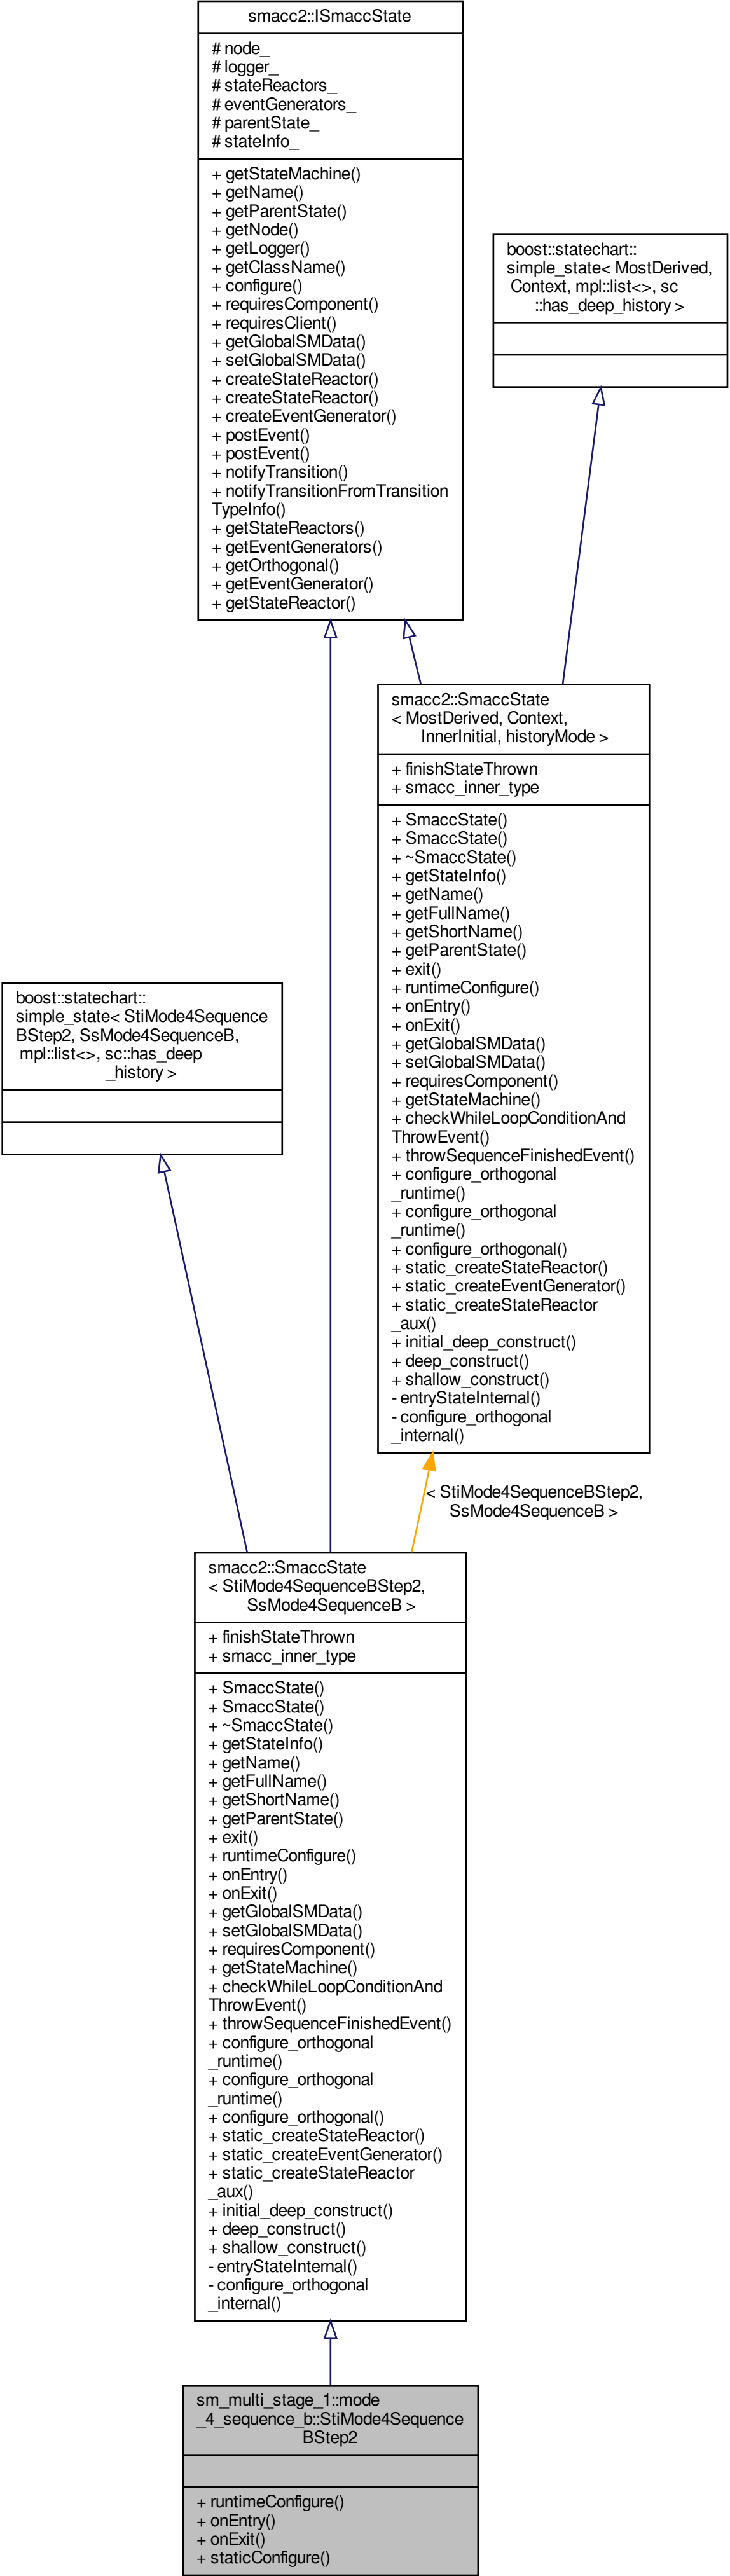 smacc2::ISmaccState
# node_
# logger_
# stateReactors_
# eventGenerators_
# parentState_
# stateInfo_
+ getStateMachine()
+ getName()
+ getParentState()
+ getNode()
+ getLogger()
+ getClassName()
+ configure()
+ requiresComponent()
+ requiresClient()
+ getGlobalSMData()
+ setGlobalSMData()
+ createStateReactor()
+ createStateReactor()
+ createEventGenerator()
+ postEvent()
+ postEvent()
+ notifyTransition()
+ notifyTransitionFromTransition
TypeInfo()
+ getStateReactors()
+ getEventGenerators()
+ getOrthogonal()
+ getEventGenerator()
+ getStateReactor()
boost::statechart::
simple_state< MostDerived,
Context, mpl::list<>, sc
::has_deep_history >
smacc2::SmaccState
< MostDerived, Context,
InnerInitial, historyMode >
+ finishStateThrown
+ smacc_inner_type
+ SmaccState()
+ SmaccState()
+ ~SmaccState()
+ getStateInfo()
+ getName()
+ getFullName()
+ getShortName()
+ getParentState()
+ exit()
+ runtimeConfigure()
+ onEntry()
+ onExit()
+ getGlobalSMData()
+ setGlobalSMData()
+ requiresComponent()
+ getStateMachine()
+ checkWhileLoopConditionAnd
ThrowEvent()
+ throwSequenceFinishedEvent()
+ configure_orthogonal
_runtime()
+ configure_orthogonal
_runtime()
+ configure_orthogonal()
+ static_createStateReactor()
+ static_createEventGenerator()
+ static_createStateReactor
_aux()
+ initial_deep_construct()
+ deep_construct()
+ shallow_construct()
- entryStateInternal()
- configure_orthogonal
_internal()
boost::statechart::
simple_state< StiMode4Sequence
BStep2, SsMode4SequenceB,
mpl::list<>, sc::has_deep
_history >
< StiMode4SequenceBStep2,
SsMode4SequenceB >
smacc2::SmaccState
< StiMode4SequenceBStep2,
SsMode4SequenceB >
+ finishStateThrown
+ smacc_inner_type
+ SmaccState()
+ SmaccState()
+ ~SmaccState()
+ getStateInfo()
+ getName()
+ getFullName()
+ getShortName()
+ getParentState()
+ exit()
+ runtimeConfigure()
+ onEntry()
+ onExit()
+ getGlobalSMData()
+ setGlobalSMData()
+ requiresComponent()
+ getStateMachine()
+ checkWhileLoopConditionAnd
ThrowEvent()
+ throwSequenceFinishedEvent()
+ configure_orthogonal
_runtime()
+ configure_orthogonal
_runtime()
+ configure_orthogonal()
+ static_createStateReactor()
+ static_createEventGenerator()
+ static_createStateReactor
_aux()
+ initial_deep_construct()
+ deep_construct()
+ shallow_construct()
- entryStateInternal()
- configure_orthogonal
_internal()
sm_multi_stage_1::mode
_4_sequence_b::StiMode4Sequence
BStep2
+ runtimeConfigure()
+ onEntry()
+ onExit()
+ staticConfigure()